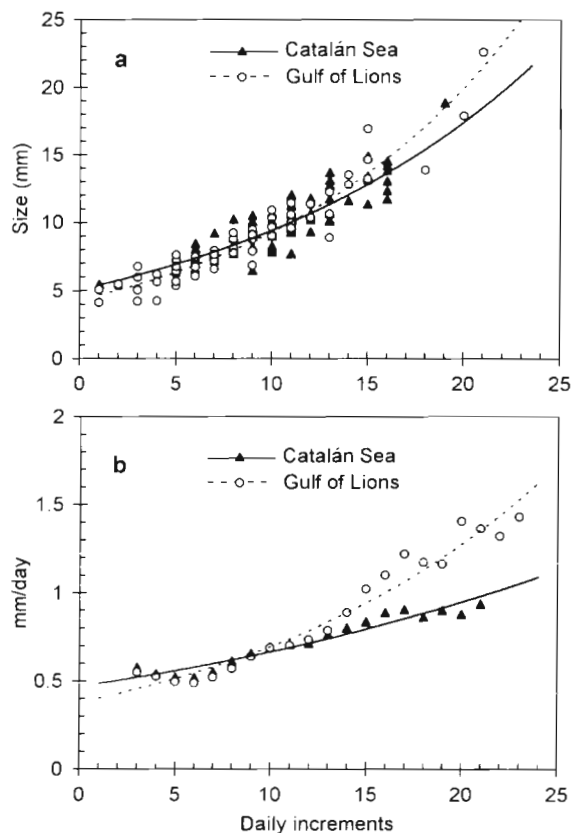 25
20
15
10
5
0
Size (mm)
a
Catalán Sea
Gulf of Lions
0 5 10 15 20 25
2
1.5
1
0.5
0
mm/day
b
Catalán Sea
Gulf of Lions
0 5 10 15 20 25
Daily increments